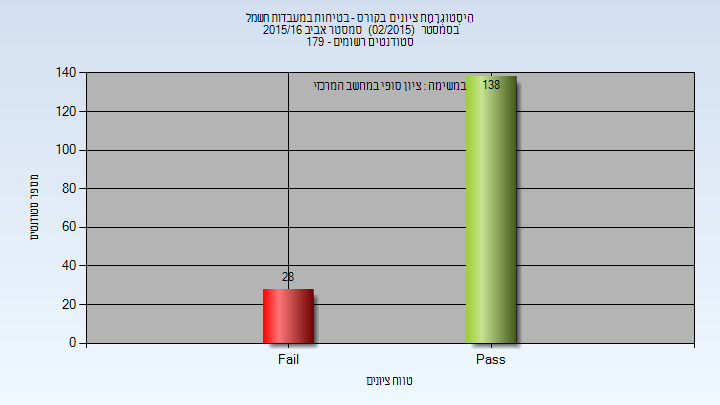 היסטוגרמת ציונים בקורס - בטיחות במעבדות חשמל
בסמסטר (02/2015) סמסטר אביב 2015/16
סטודנטים רשומים - 179
במשימה : ציון סופי במחשב המרכזי
138
28
140
120
100
80
60
40
20
0
מספר סטודנטים
Fail
Pass
טווח ציונים